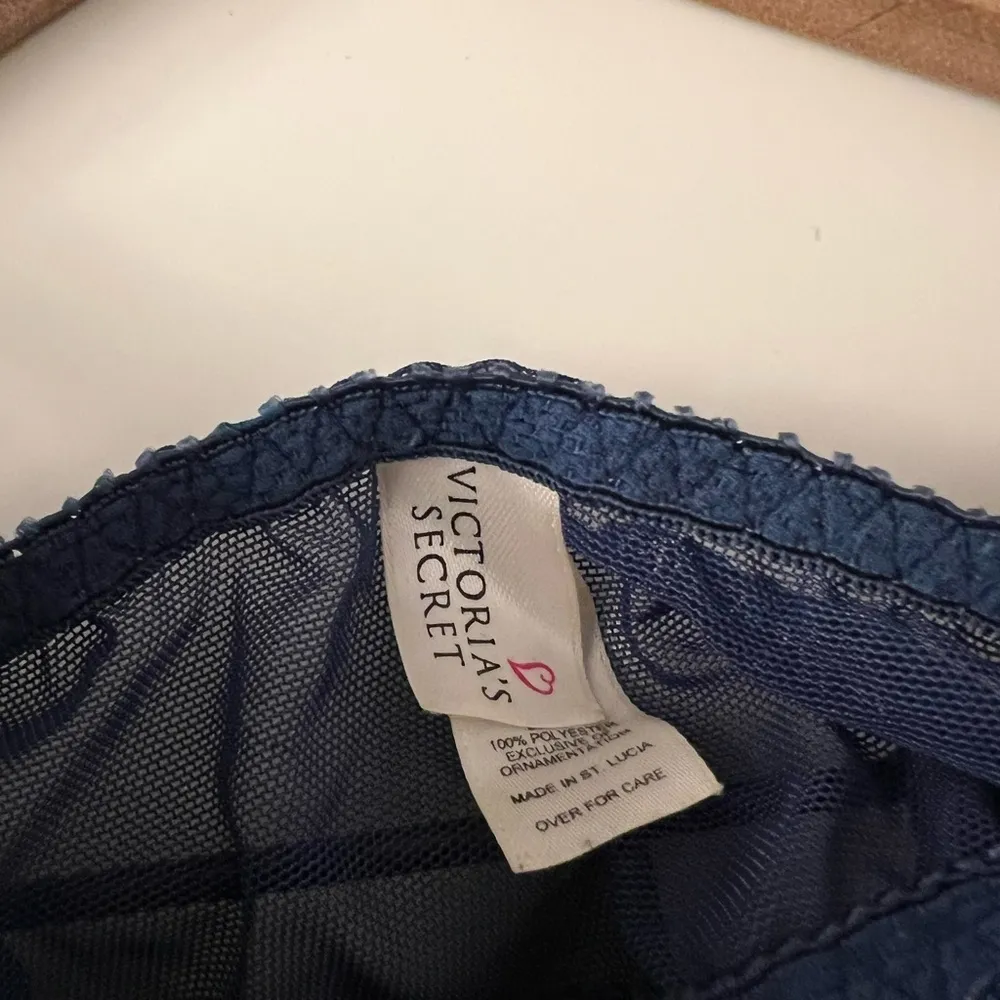 VICTORIA'S
SECRET
100% POLYESTER
EXCLUSIVE OF
ORNAMENTATION
MADE IN ST. LUCIA
OVER FOR CARE